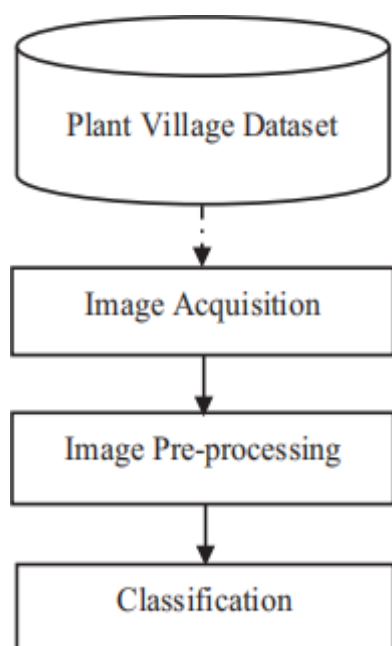 Plant Village Dataset
Image Acquisition
Image Pre-processing
Classification